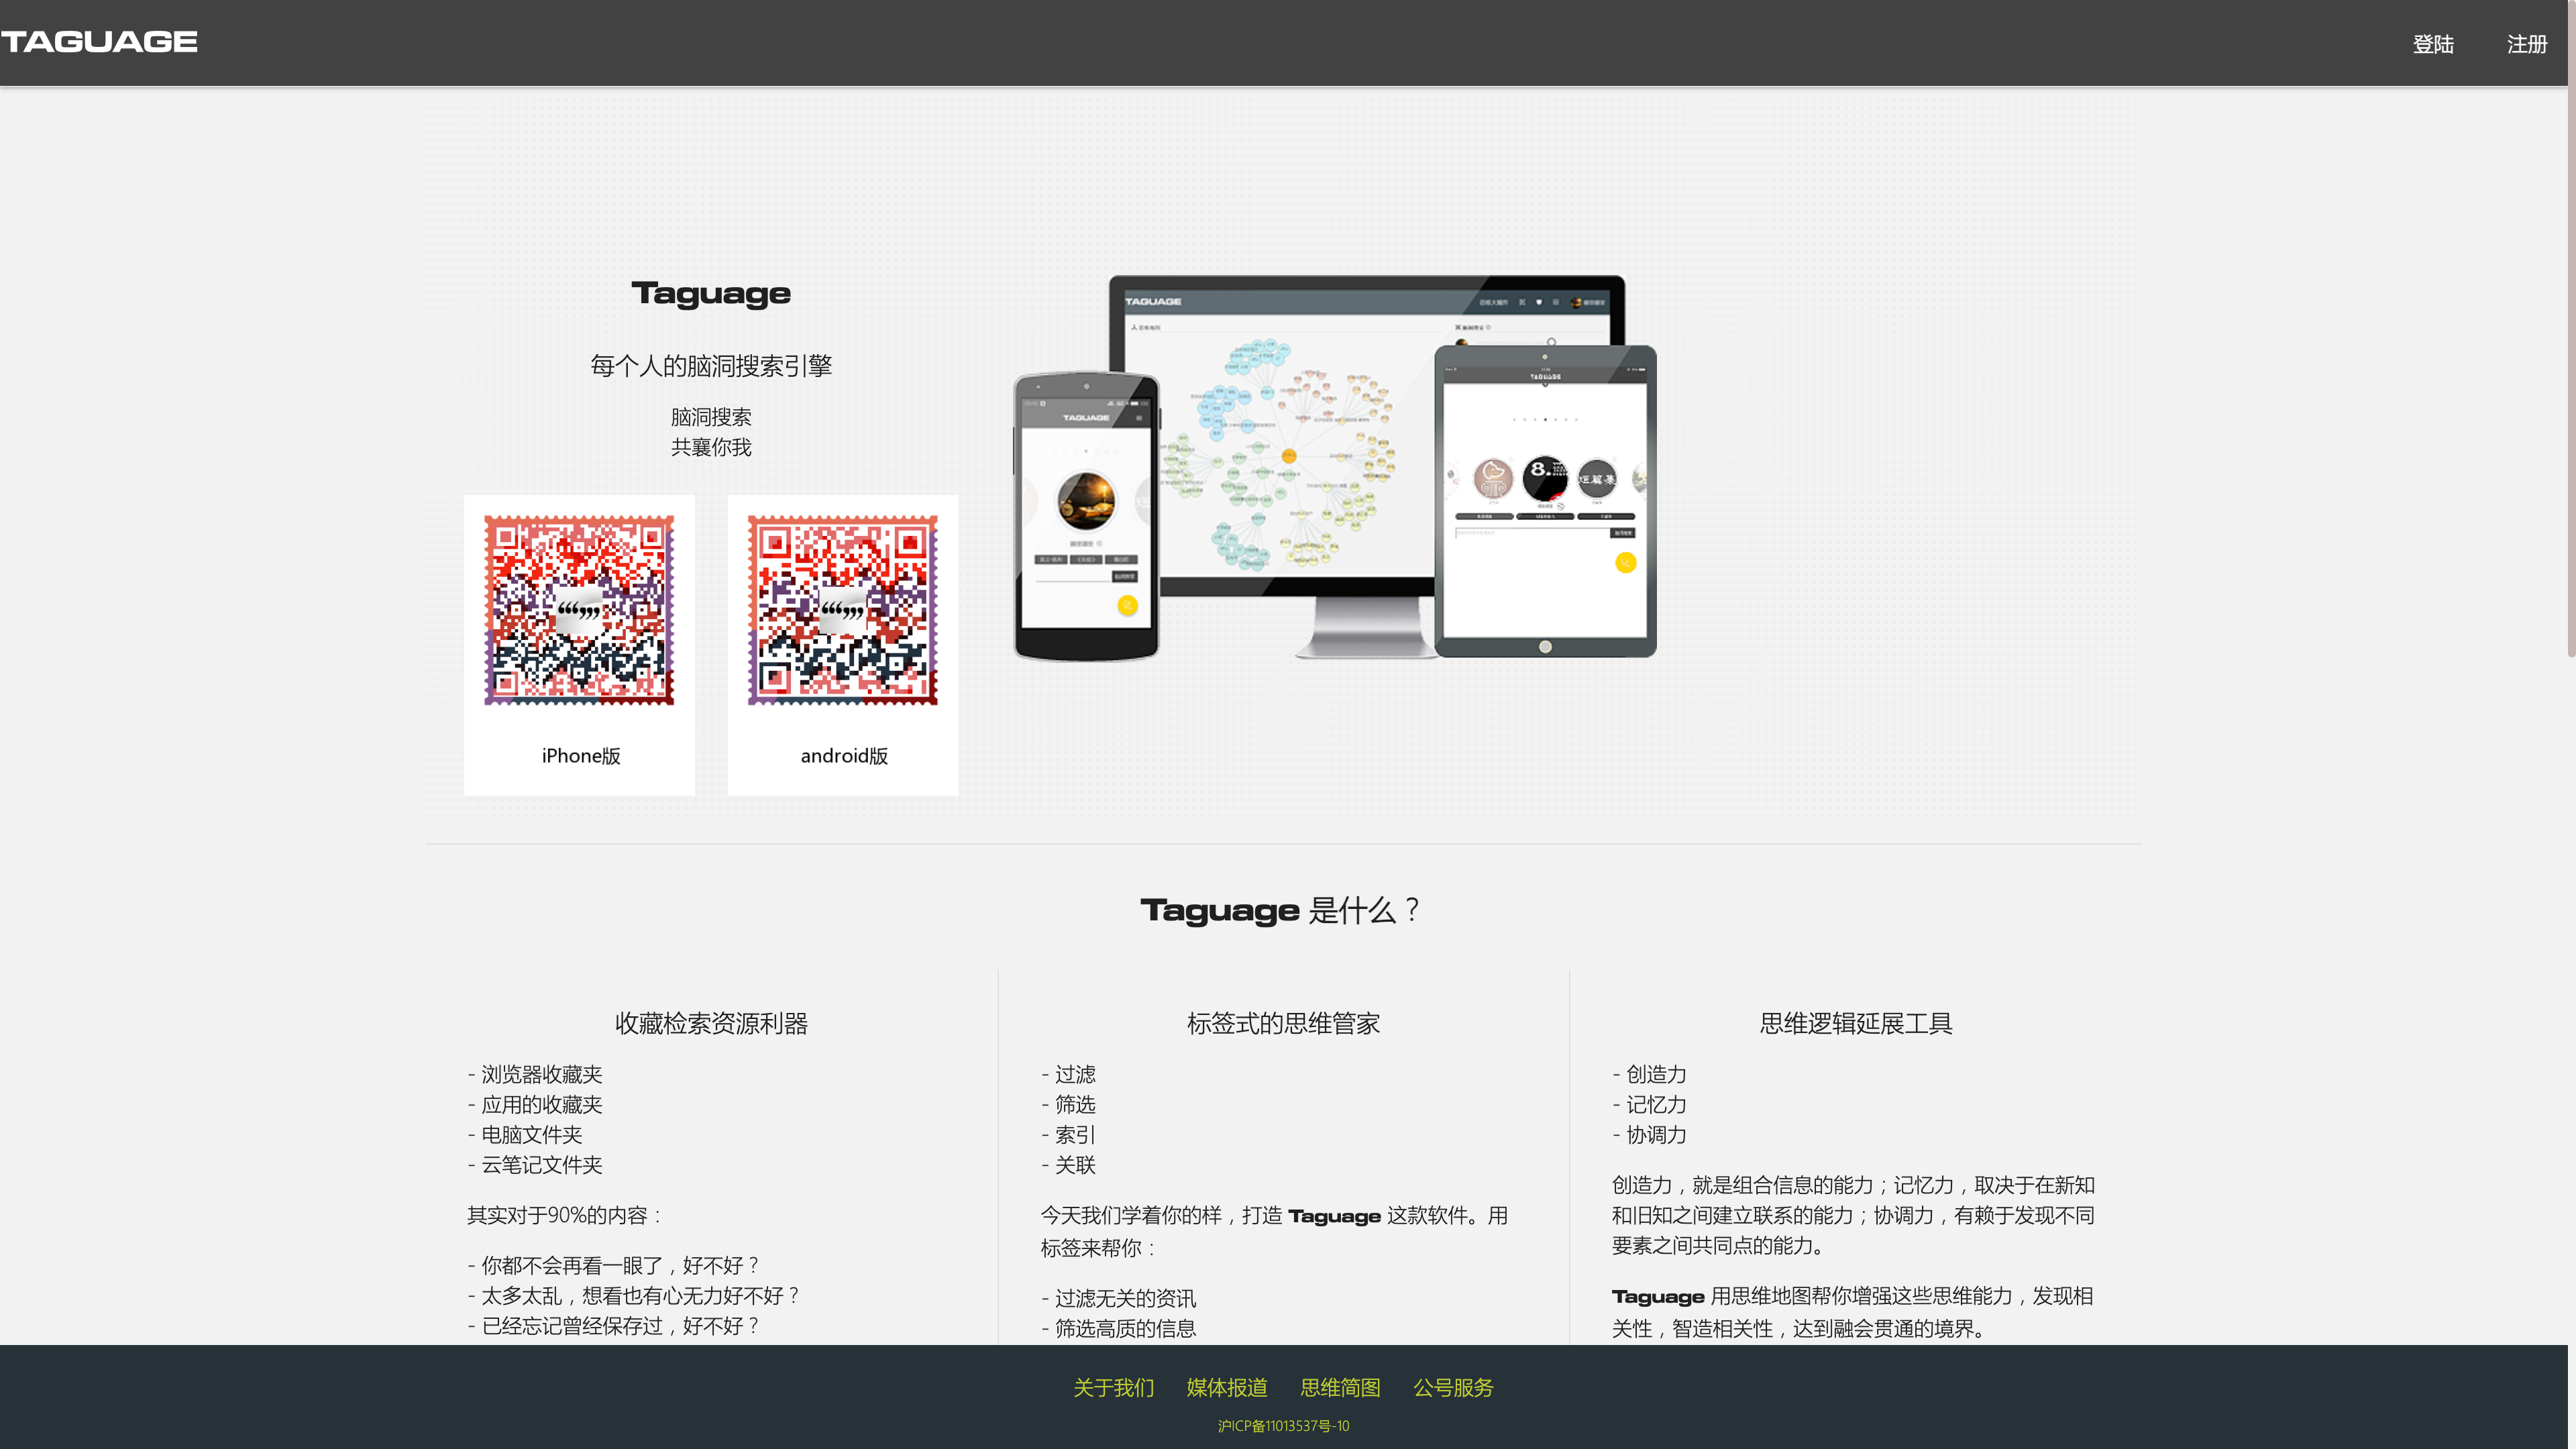 TAGUAGE
登陆 注册
Taguage
每个人的脑洞搜索引擎
脑洞搜索
共襄你我
iPhone版
android版
TAGUAGE
TAGUAGE
TAGUAGE
8.
短篇集
Taguage 是什么？
收藏检索资源利器
- 浏览器收藏夹
- 应用的收藏夹
- 电脑文件夹
- 云笔记文件夹
其实对于90%的内容：
- 你都不会再看一眼了，好不好？
- 太多太乱，想看也有心无力好不好？
- 已经忘记曾经保存过，好不好？
标签式的思维管家
- 过滤
- 筛选
- 索引
- 关联
今天我们学着你的样，打造 Taguage 这款软件。用
标签来帮你：
- 过滤无关的资讯
- 筛选高质的信息
思维逻辑延展工具
- 创造力
- 记忆力
- 协调力
创造力，就是组合信息的能力；记忆力，取决于在新知
和旧知之间建立联系的能力；协调力，有赖于发现不同
要素之间共同点的能力。
Taguage 用思维地图帮你增强这些思维能力，发现相
关性，智造相关性，达到融会贯通的境界。
关于我们 媒体报道 思维简图 公号服务
沪ICP备11013537号-10